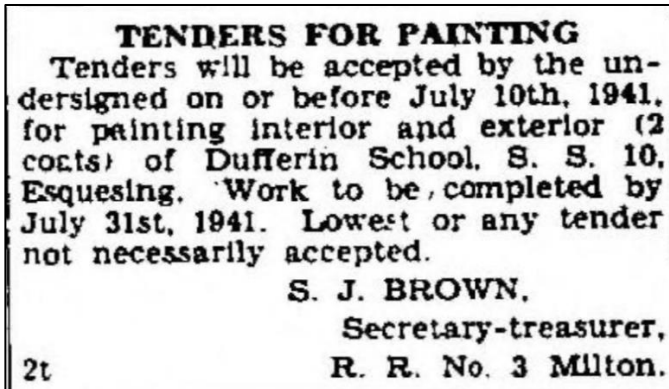 TENDERS FOR PAINTING
Tenders will be accepted by the un-
dersigned on or before July 10th, 1941,
for painting interior and exterior (2
coats) of Dufferin School, S. S. 10,
Esquesing. Work to be completed by
July 31st, 1941. Lowest or any tender
not necessarily accepted.
S. J. BROWN,
Secretary-treasurer,
2t R. R. No. 3 Milton.